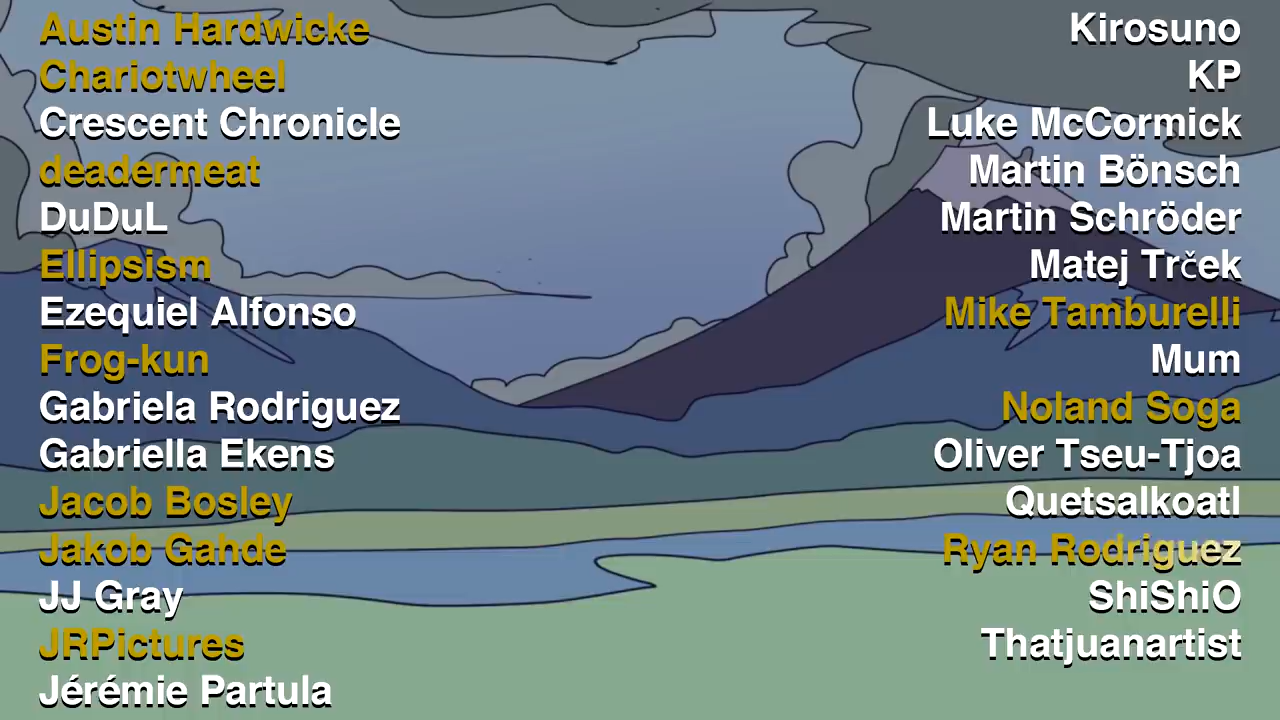 Austin Hardwicke
Chariotwheel
Crescent Chronicle
deadermeat
DuDuL
Ellipsism
Ezequiel Alfonso
Frog-kun
Gabriela Rodriguez
Gabriella Ekens
Jacob Bosley
Jakob Gahde
JJ Gray
JRPictures
Jérémie Partula
Kirosuno
KP
Luke McCormick
Martin Bönsch
Martin Schröder
Matej Trček
Mike Tamburelli
Mum
Noland Soga
Oliver Tseu-Tjoa
Quetsalkoatl
Ryan Rodriguez
ShiShiO
Thatjuanartist